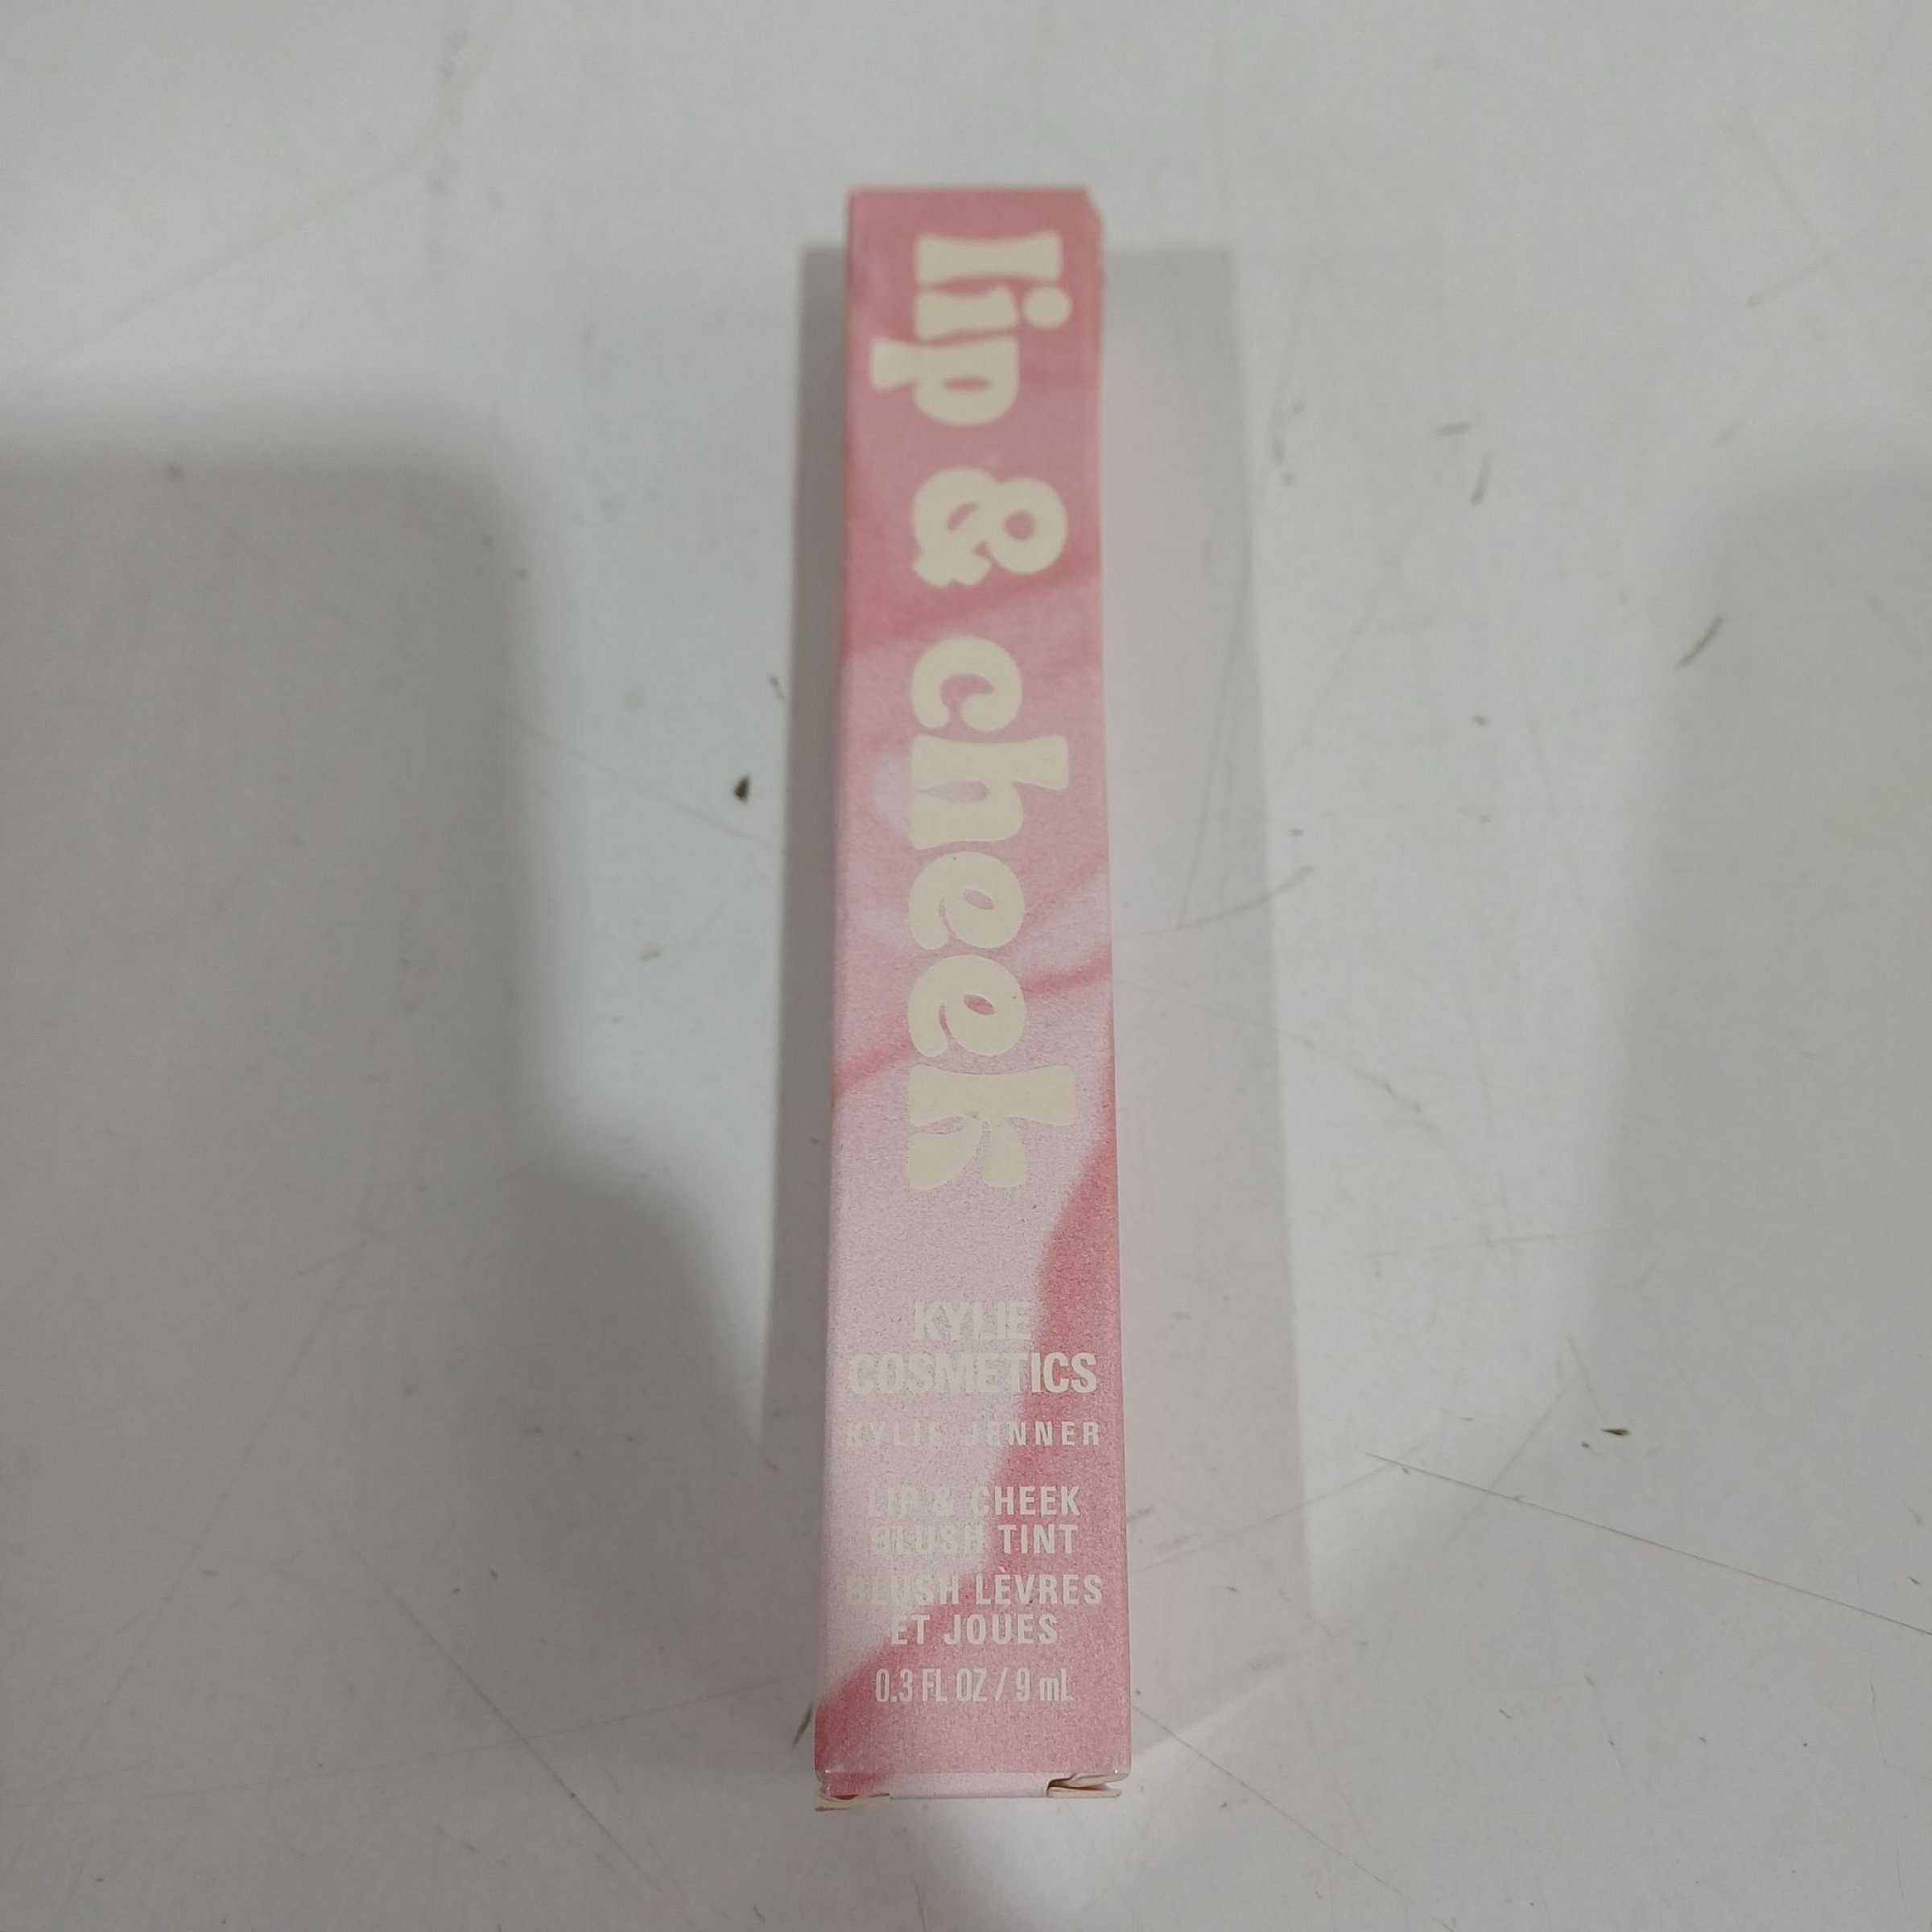 lip & cheek
KYLIE
COSMETICS
KYLIE JENNER
LIP & CHEEK
BLUSH TINT
BLUSH LÈVRES
ET JOUES
0.3 FL OZ / 9 mL